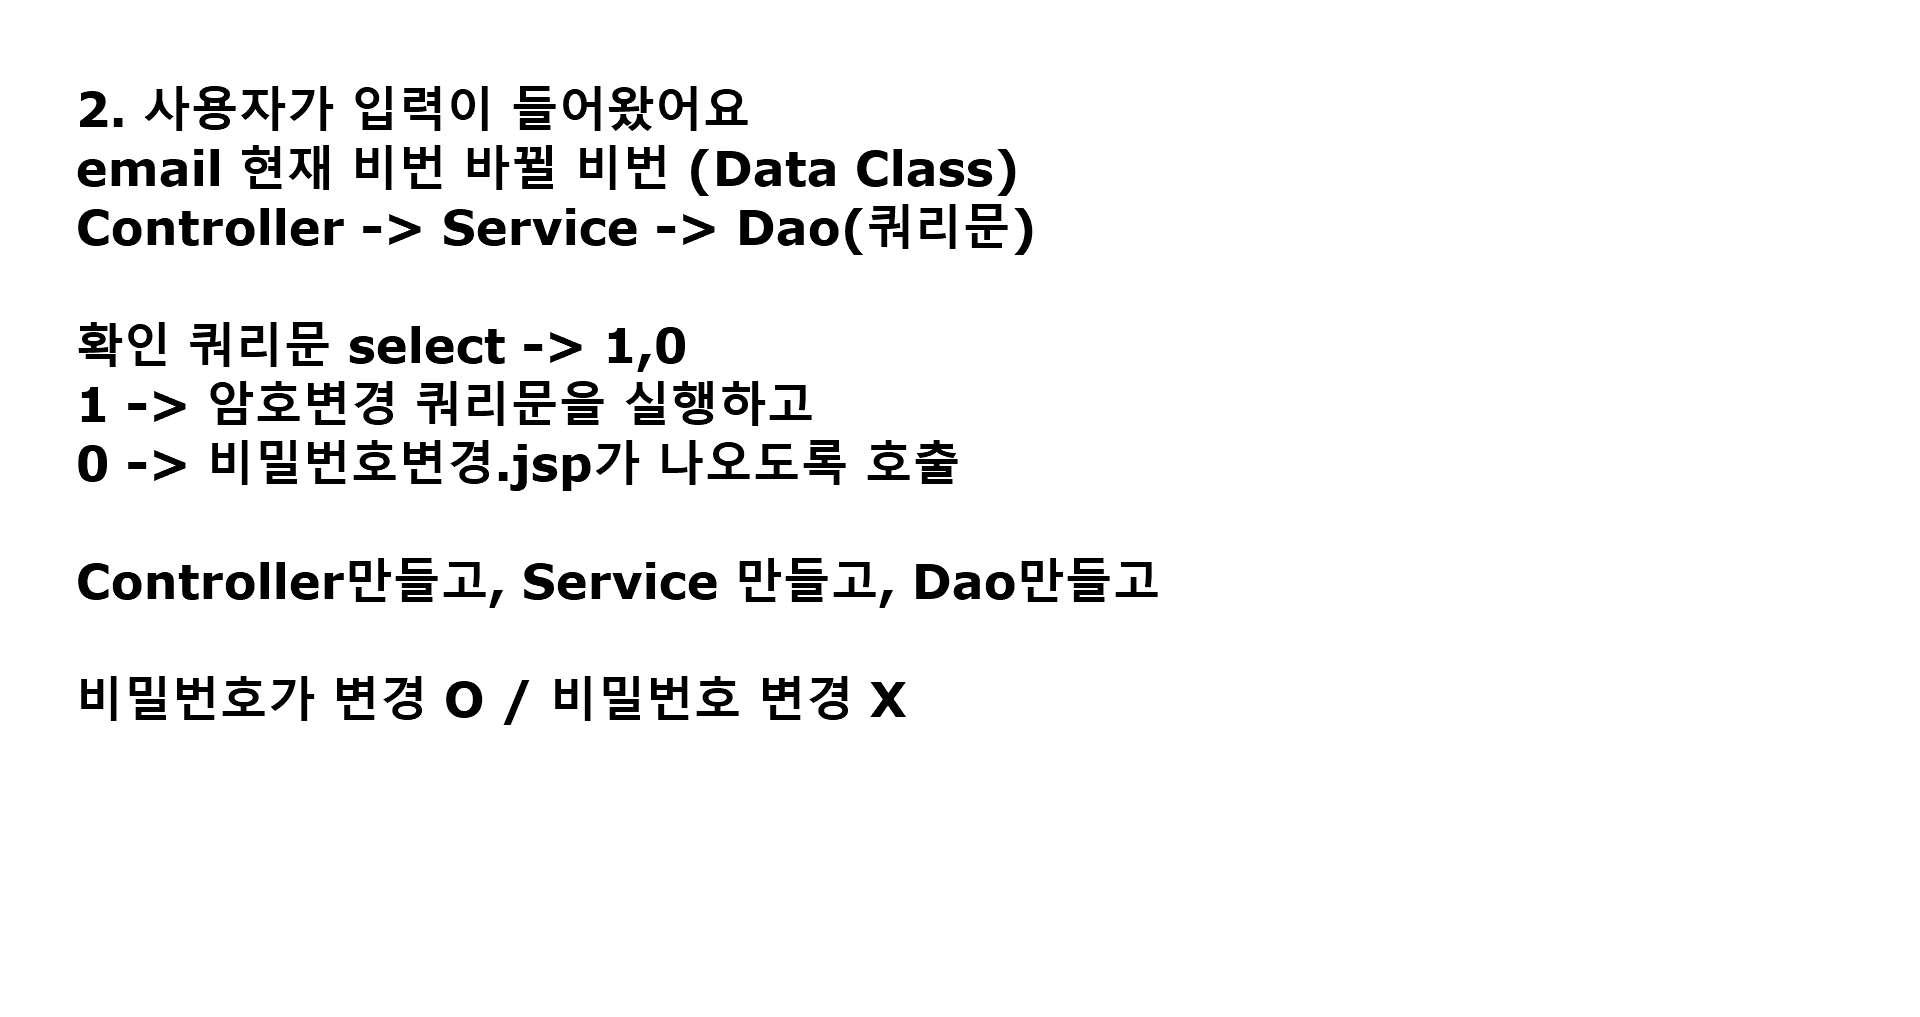 2. 사용자가 입력이 들어왔어요
email 현재 비번 바뀔 비번 (Data Class)
Controller -> Service -> Dao(쿼리문)
확인 쿼리문 select -> 1,0
1 -> 암호변경 쿼리문을 실행하고
0 -> 비밀번호변경.jsp가 나오도록 호출
Controller만들고, Service 만들고, Dao만들고
비밀번호가 변경 O / 비밀번호 변경 X